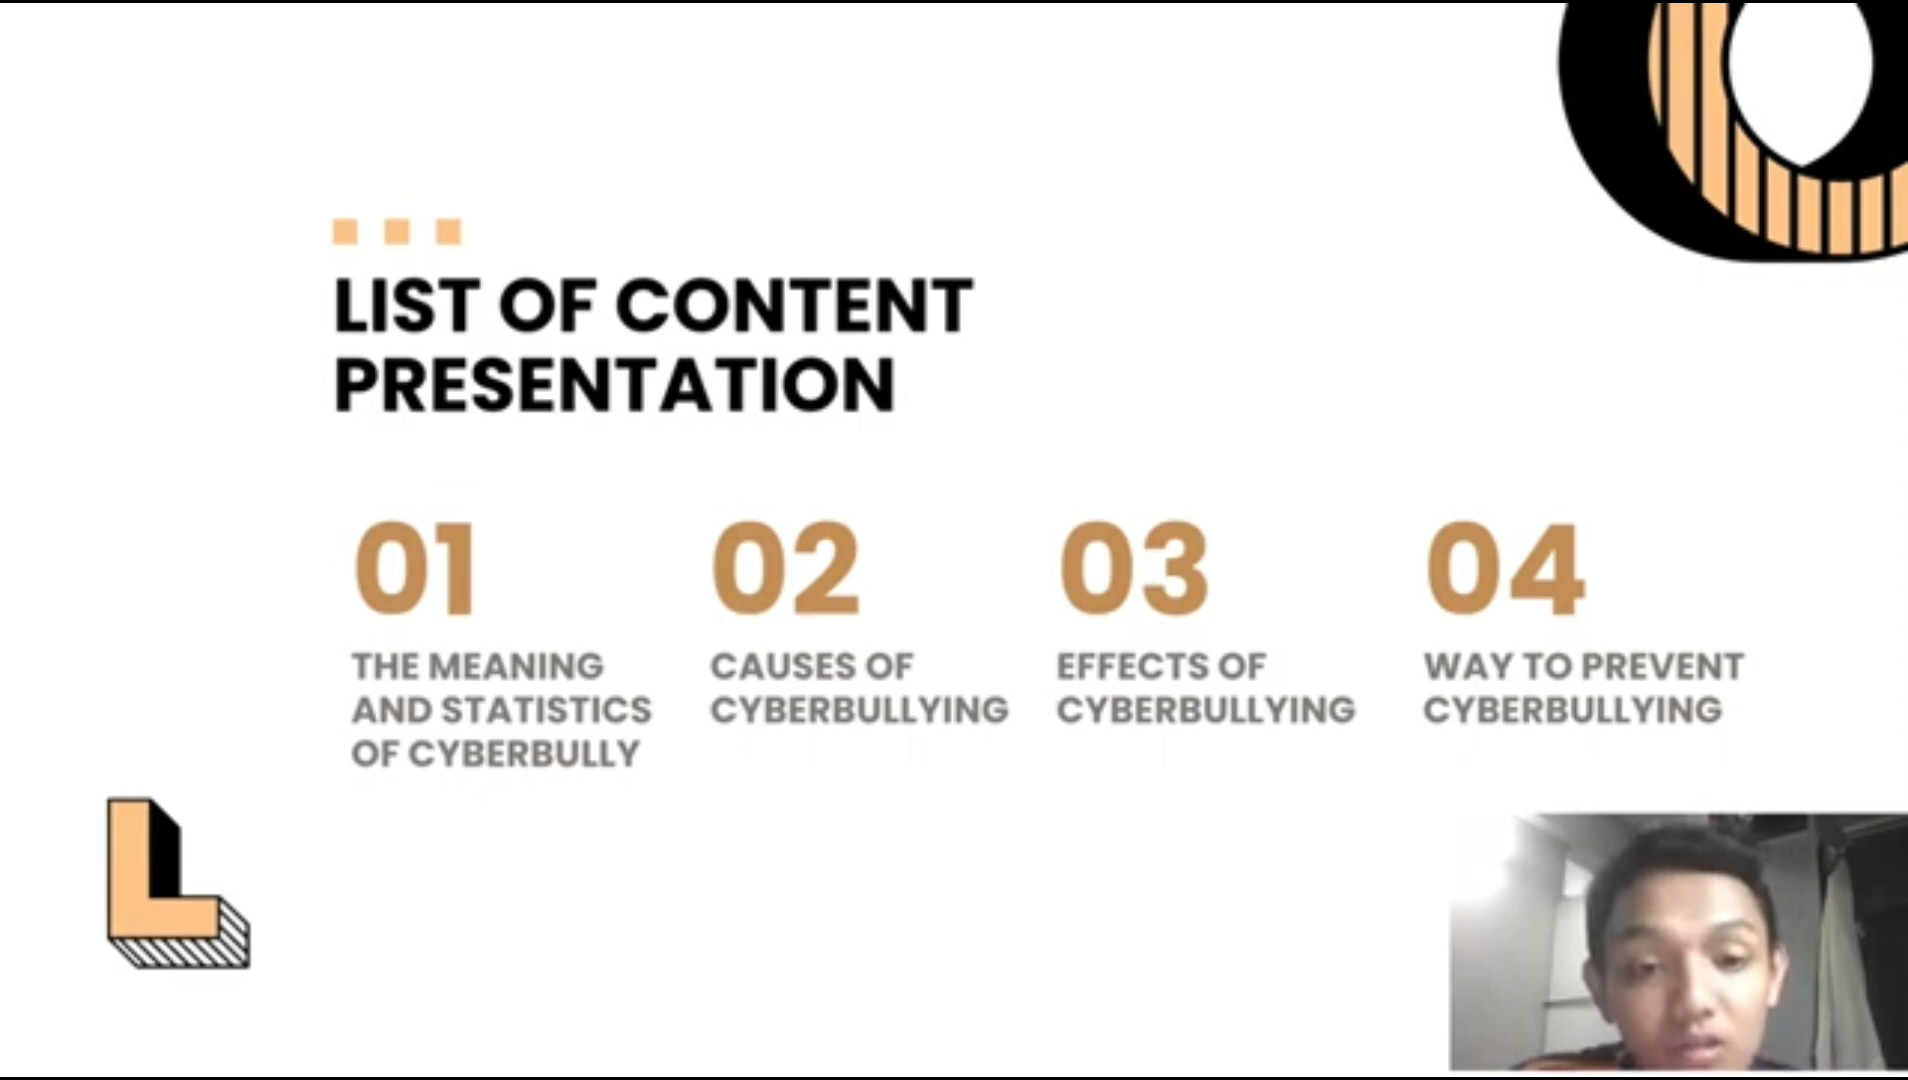 LIST OF CONTENT
PRESENTATION
01
THE MEANING
AND STATISTICS
OF CYBERBULLY
02
CAUSES OF
CYBERBULLYING
03
EFFECTS OF
CYBERBULLYING
04
WAY TO PREVENT
CYBERBULLYING